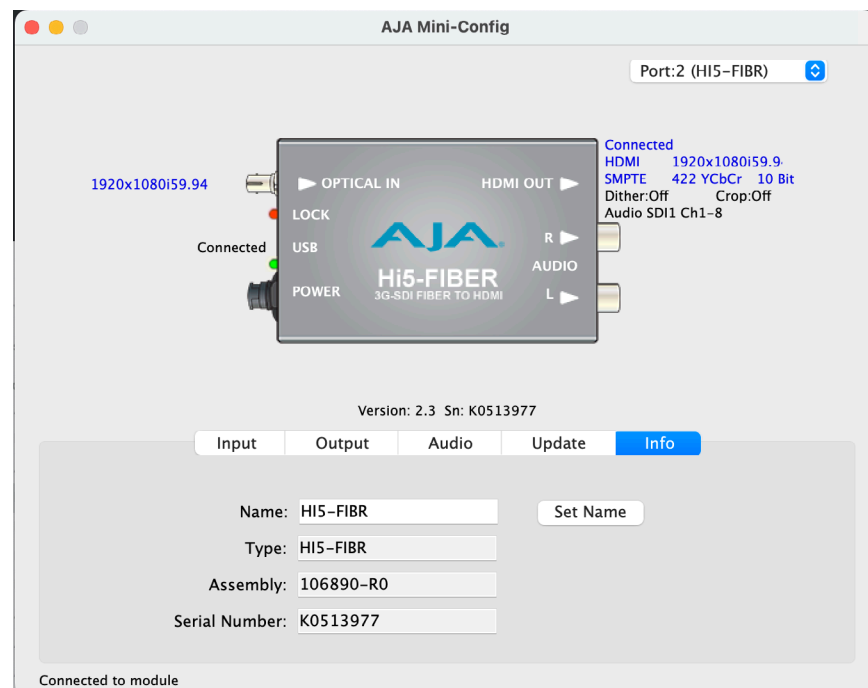 AJA Mini-Config
Port:2 (HI5-FIBR)
1920x1080i59.94
OPTICAL IN
HDMI OUT
LOCK
Connected
USB
POWER
AJA
Hi5-FIBER
3G-SDI FIBER TO HDMI
R
AUDIO
L
Connected
HDMI 1920x1080i59.9
SMPTE 422 YCbCr 10 Bit
Dither:Off Crop:Off
Audio SDI1 Ch1-8
Version: 2.3 Sn: K0513977
Input Output Audio Update Info
Name: HI5-FIBR Set Name
Type: HI5-FIBR
Assembly: 106890-R0
Serial Number: K0513977
Connected to module